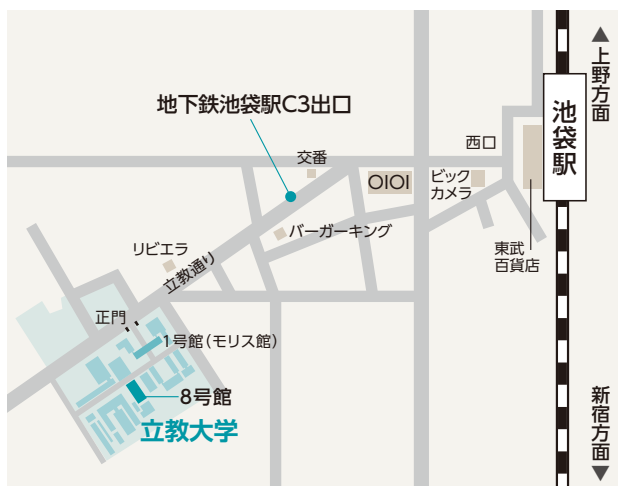 ▲上野方面
池袋駅
地下鉄池袋駅C3出口
西口
交番
OIOI
ビック
カメラ
バーガーキング
東武
百貨店
リビエラ
立教通り
正門
1号館(モリス館)
8号館
立教大学
新宿方面▼